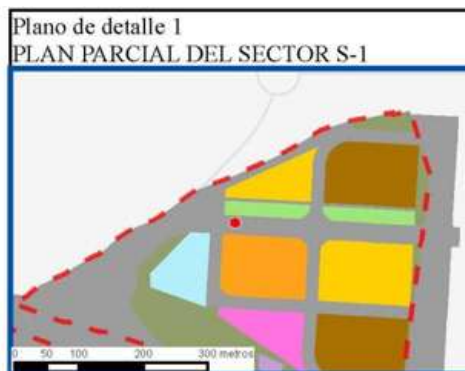 Plano de detalle 1
PLAN PARCIAL DEL SECTOR S-1
0 50 100 200 300 metros